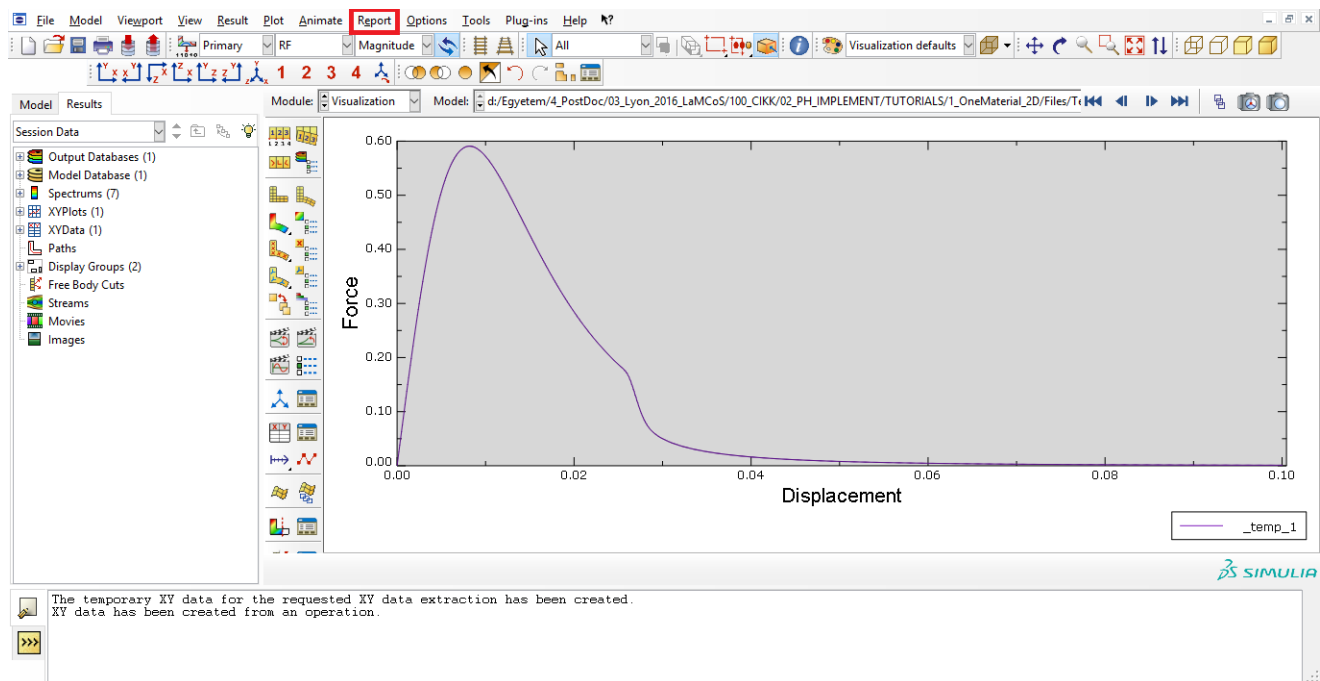 File Model Viewport View Result Plot Animate Report Options Tools Plug-ins Help
Primary RF Magnitude All Visualization defaults
1 2 3 4
Model Results Module: Visualization Model: d:/Egyetem/4_PostDoc/03_Lyon_2016_LaMCoS/100_CIKK/02_PH_IMPLEMENT/TUTORIALS/1_OneMaterial_2D/Files/Te
Session Data
Output Databases (1)
Model Database (1)
Spectrums (7)
XYPlots (1)
XYData (1)
Paths
Display Groups (2)
Free Body Cuts
Streams
Movies
Images
0.60
0.50
0.40
0.30
0.20
0.10
0.00
Force
0.00 0.02 0.04 0.06 0.08 0.10
Displacement
_temp_1
SIMULIA
The temporary XY data for the requested XY data extraction has been created.
XY data has been created from an operation.
>>>